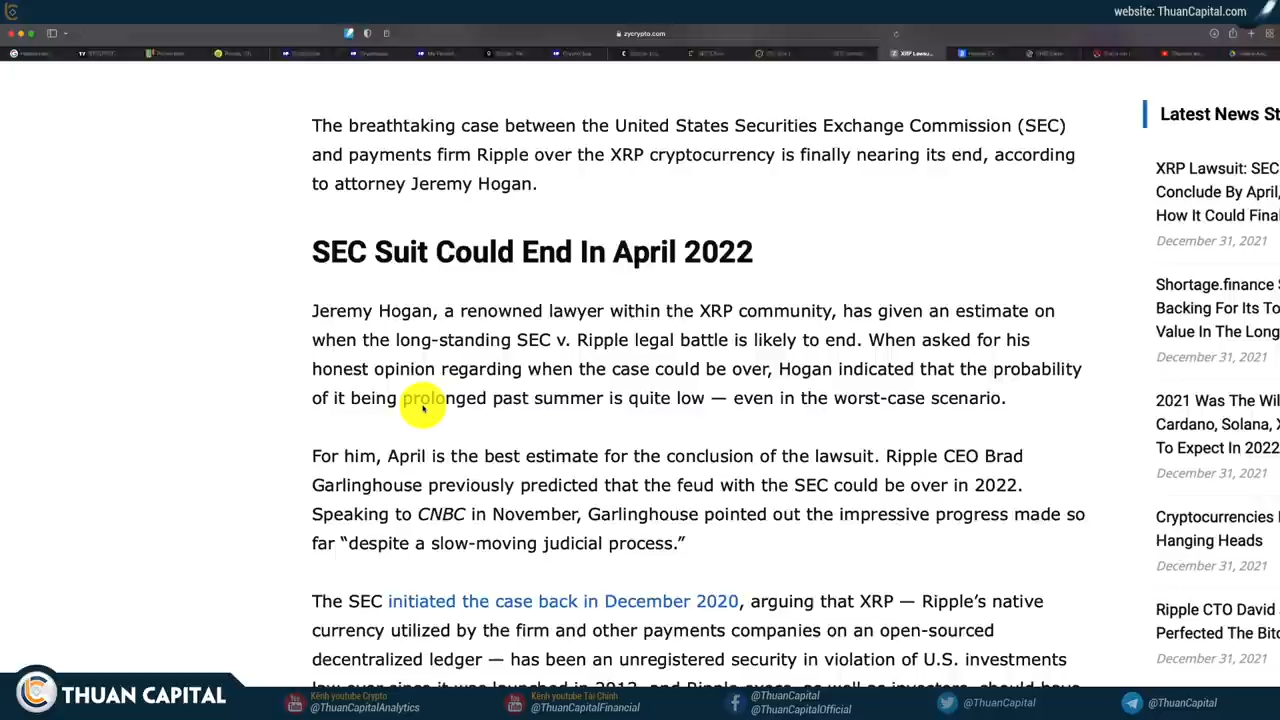 website: ThuanCapital.com
zycrypto.com
XRP Lawsu...
The breathtaking case between the United States Securities Exchange Commission (SEC)
and payments firm Ripple over the XRP cryptocurrency is finally nearing its end, according
to attorney Jeremy Hogan.
SEC Suit Could End In April 2022
Jeremy Hogan, a renowned lawyer within the XRP community, has given an estimate on
when the long-standing SEC v. Ripple legal battle is likely to end. When asked for his
honest opinion regarding when the case could be over, Hogan indicated that the probability
of it being prolonged past summer is quite low — even in the worst-case scenario.
For him, April is the best estimate for the conclusion of the lawsuit. Ripple CEO Brad
Garlinghouse previously predicted that the feud with the SEC could be over in 2022.
Speaking to CNBC in November, Garlinghouse pointed out the impressive progress made so
far “despite a slow-moving judicial process.”
The SEC initiated the case back in December 2020, arguing that XRP — Ripple’s native
currency utilized by the firm and other payments companies on an open-sourced
decentralized ledger — has been an unregistered security in violation of U.S. investments
Latest News St
XRP Lawsuit: SEC
Conclude By April,
How It Could Fina
December 31, 2021
Shortage.finance S
Backing For Its To
Value In The Long
December 31, 2021
2021 Was The Wil
Cardano, Solana, X
To Expect In 2022
December 31, 2021
Cryptocurrencies
Hanging Heads
December 31, 2021
Ripple CTO David
Perfected The Bit
December 31, 2021
THUAN CAPITAL
Kênh youtube Crypto
@ThuanCapitalAnalytics
Kênh youtube Tài Chính
@ThuanCapitalFinancial
@ThuanCapital
@ThuanCapitalOfficial
@ThuanCapital
@ThuanCapital